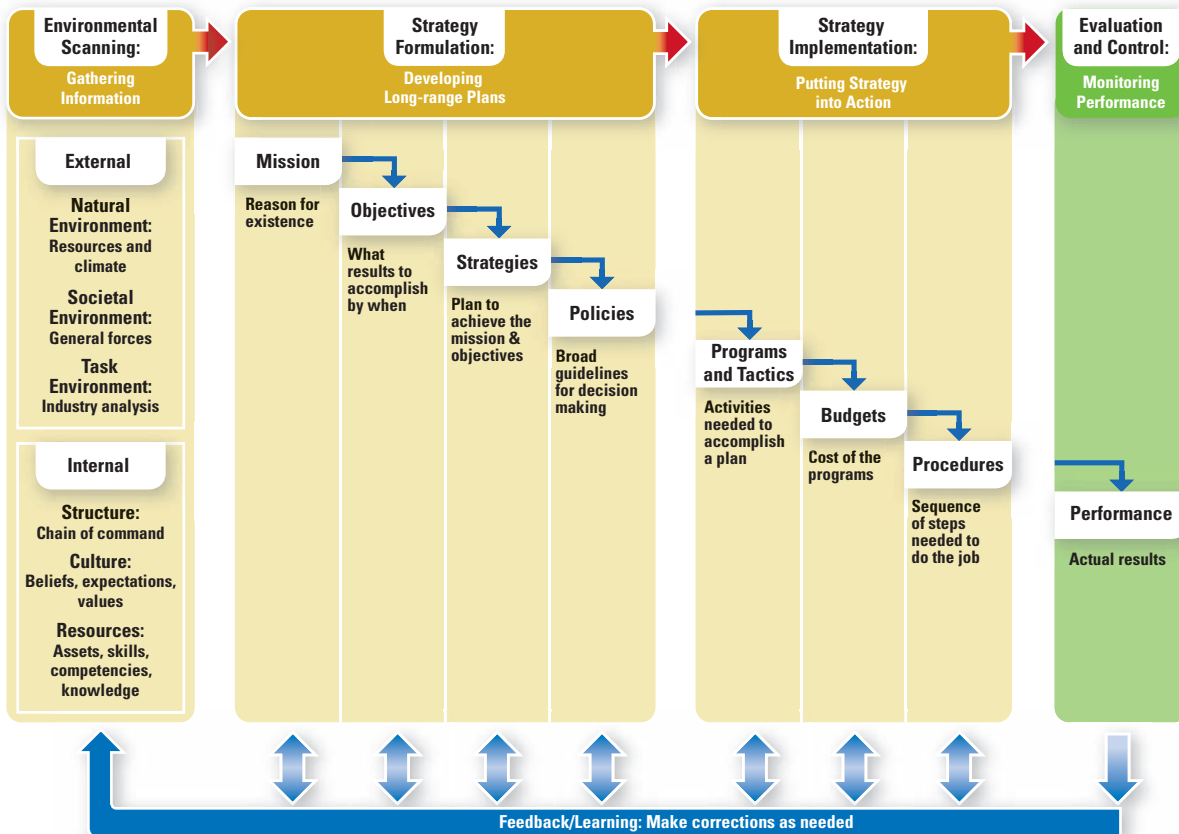 Environmental
Scanning:
Gathering
Information
Strategy
Formulation:
Developing
Long-range Plans
Strategy
Implementation:
Putting Strategy
into Action
Evaluation
and Control:
Monitoring
Performance
External
Natural
Environment:
Resources and
climate
Societal
Environment:
General forces
Task
Environment:
Industry analysis
Internal
Structure:
Chain of command
Culture:
Beliefs, expectations,
values
Resources:
Assets, skills,
competencies,
knowledge
Mission
Reason for
existence
Objectives
What
results to
accomplish
by when
Strategies
Plan to
achieve the
mission &
objectives
Policies
Broad
guidelines
for decision
making
Programs
and Tactics
Activities
needed to
accomplish
a plan
Budgets
Cost of the
programs
Procedures
Sequence
of steps
needed to
do the job
Performance
Actual results
Feedback/Learning: Make corrections as needed